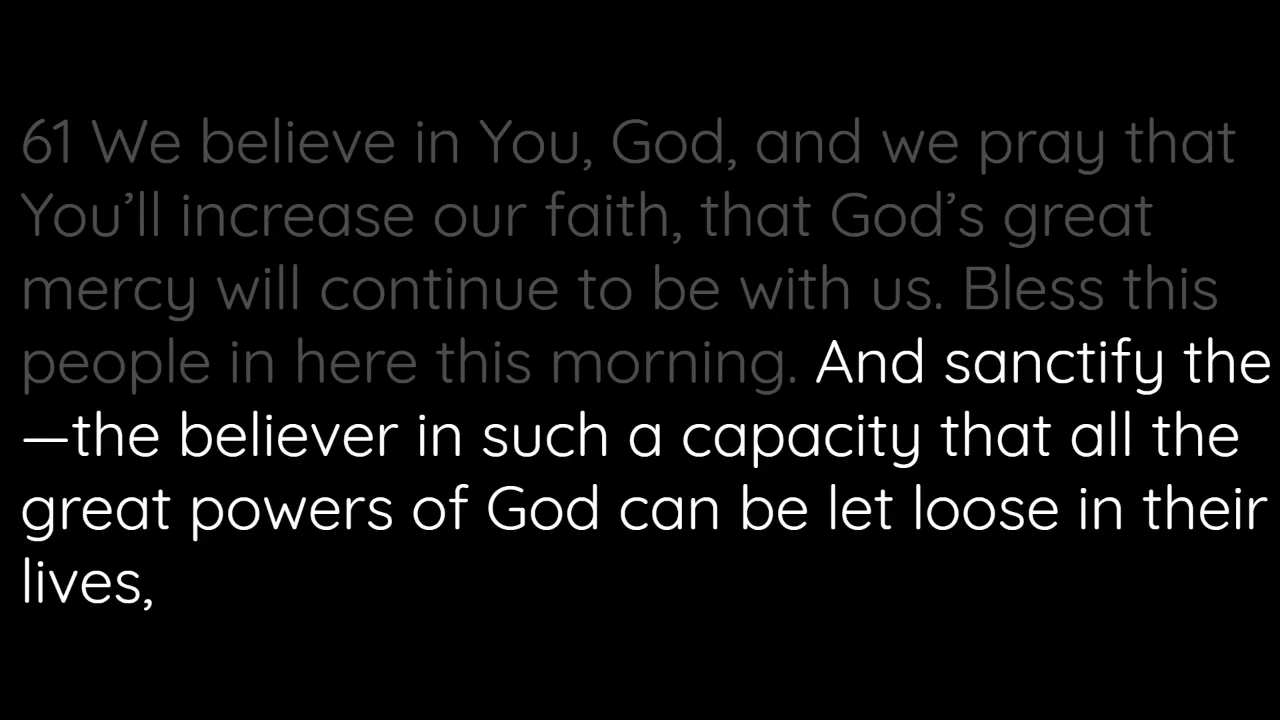 61 We believe in You, God, and we pray that
You’ll increase our faith, that God’s great
mercy will continue to be with us. Bless this
people in here this morning. And sanctify the
—the believer in such a capacity that all the
great powers of God can be let loose in their
lives,